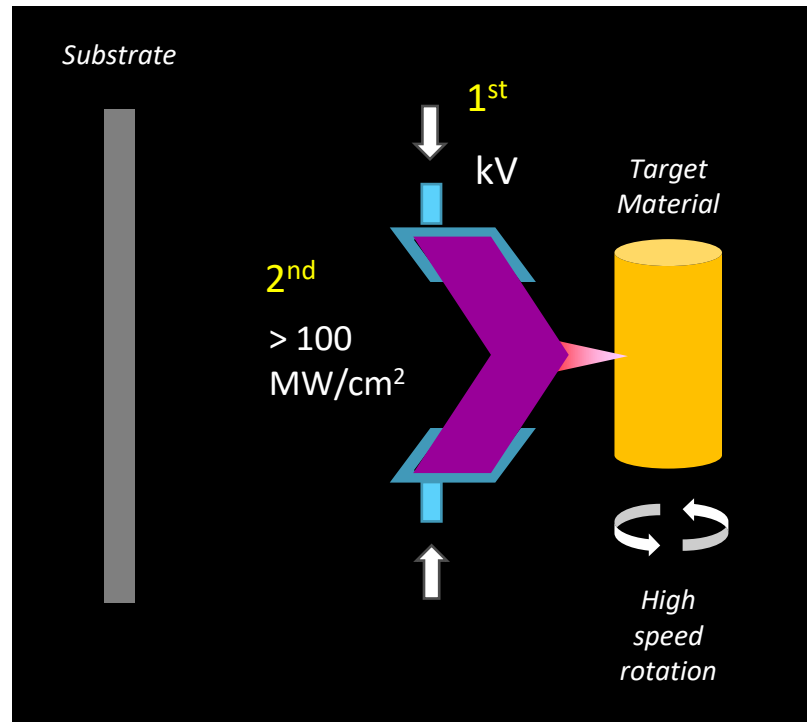 Substrate
1st
kV
Target
Material
2nd
> 100
MW/cm2
High
speed
rotation